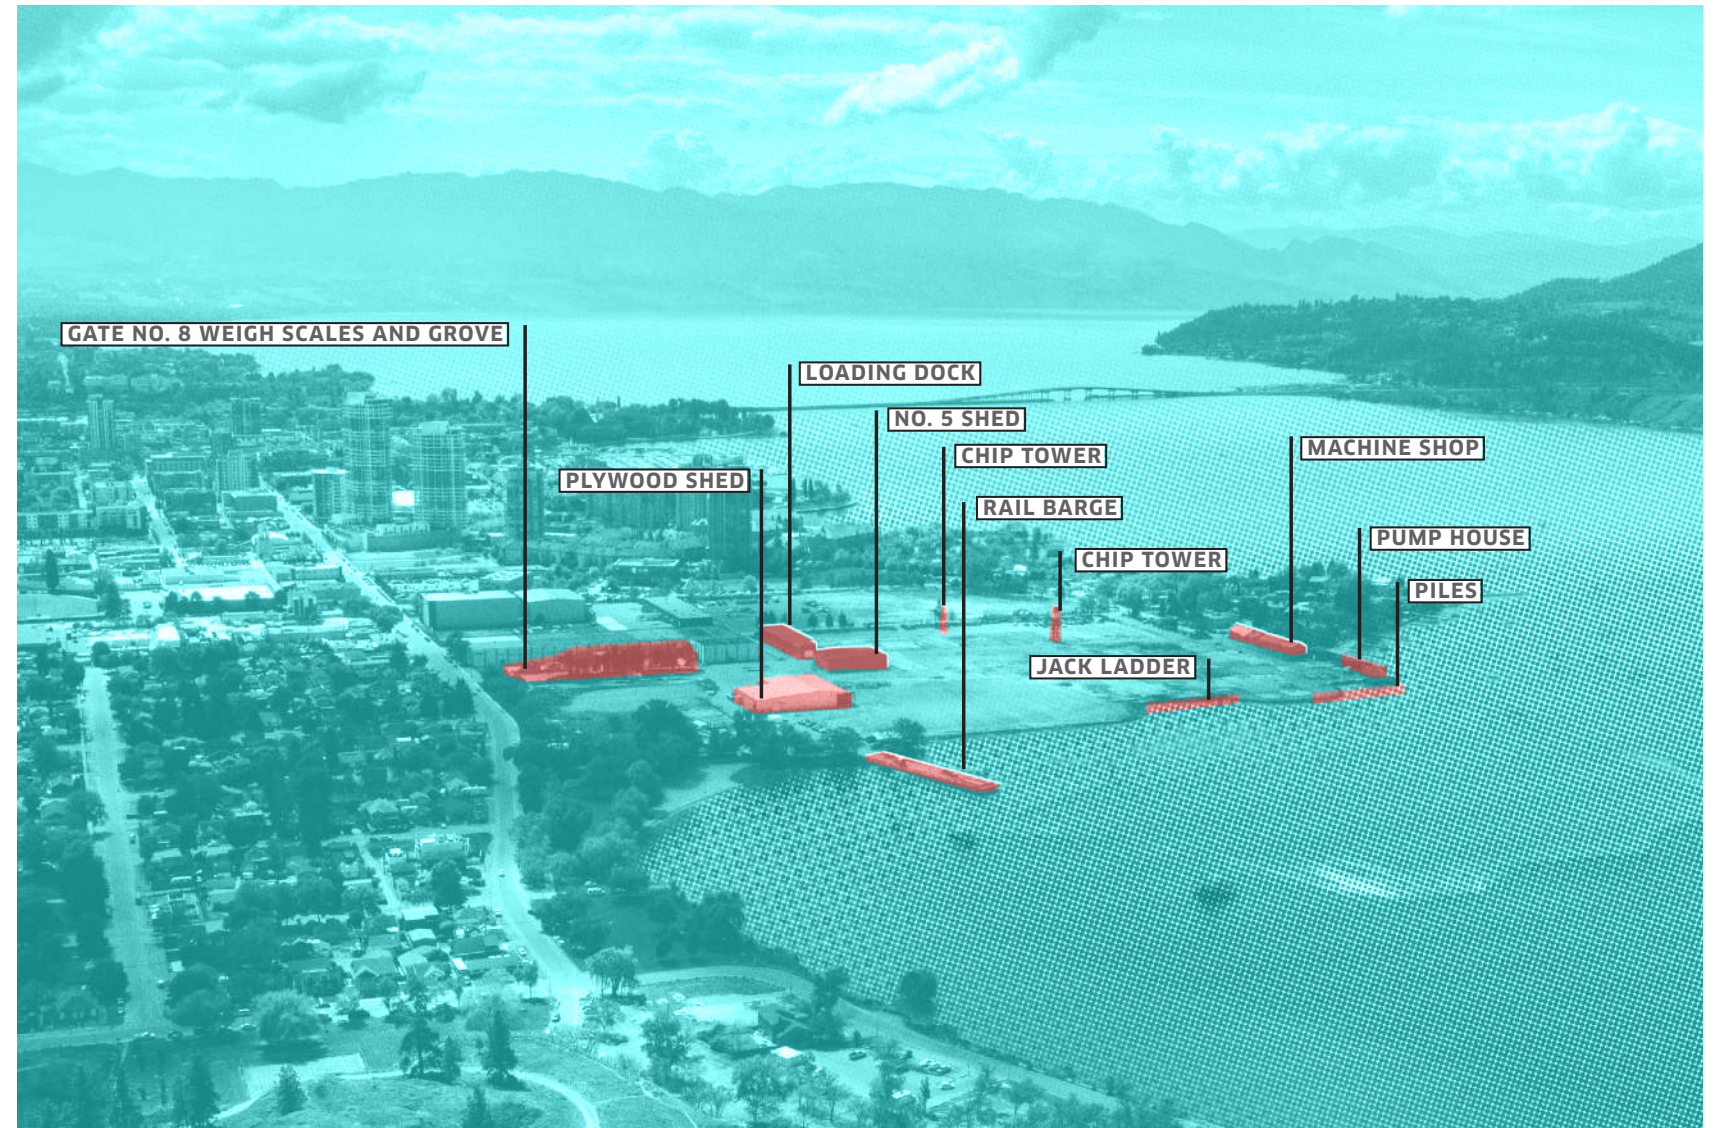 GATE NO. 8 WEIGH SCALES AND GROVE
LOADING DOCK
NO. 5 SHED
MACHINE SHOP
CHIP TOWER
PLYWOOD SHED
RAIL BARGE
PUMP HOUSE
CHIP TOWER
PILES
JACK LADDER